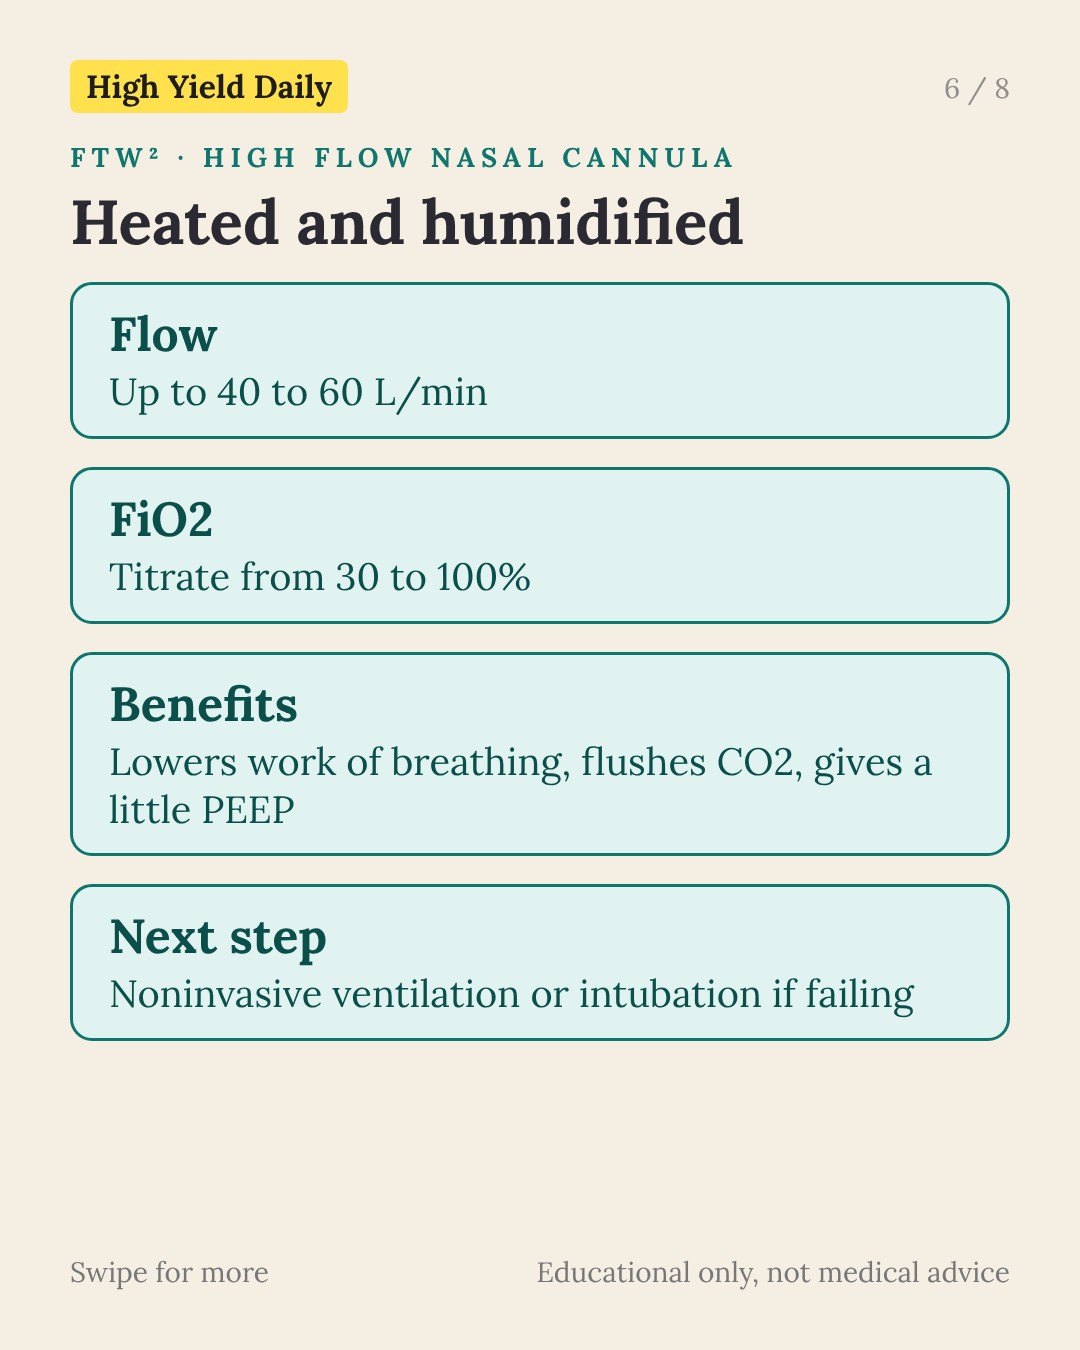 High Yield Daily
6 / 8
FTW² · HIGH FLOW NASAL CANNULA
Heated and humidified
Flow
Up to 40 to 60 L/min
FiO2
Titrate from 30 to 100%
Benefits
Lowers work of breathing, flushes CO2, gives a
little PEEP
Next step
Noninvasive ventilation or intubation if failing
Swipe for more
Educational only, not medical advice